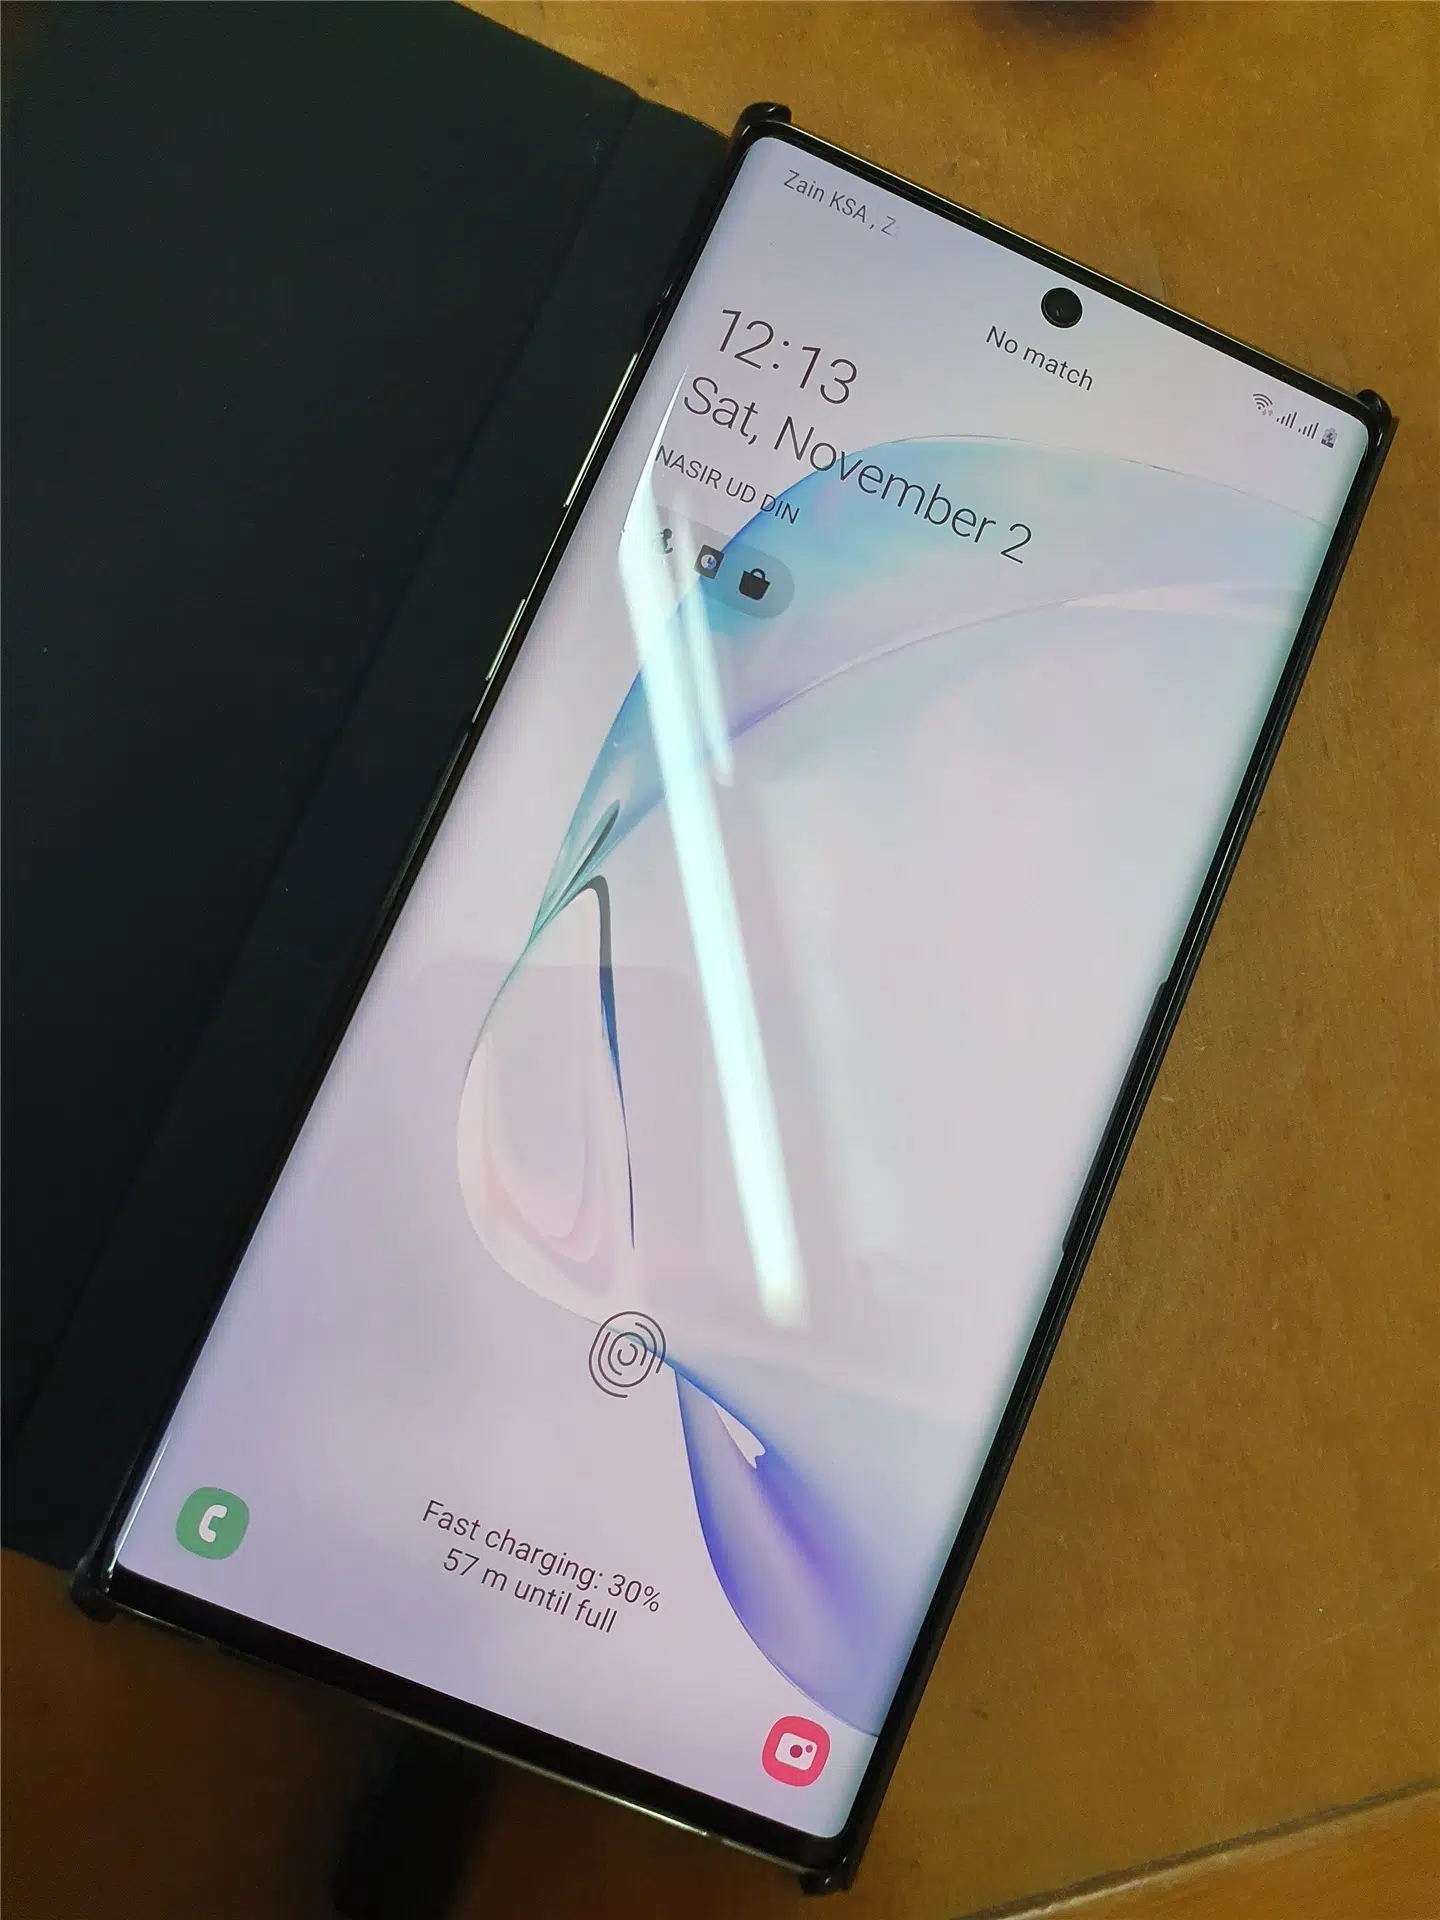 Zain KSA , Z
No match
12:13
Sat, November 2
NASIR UD DIN
Fast charging: 30%
57 m until full